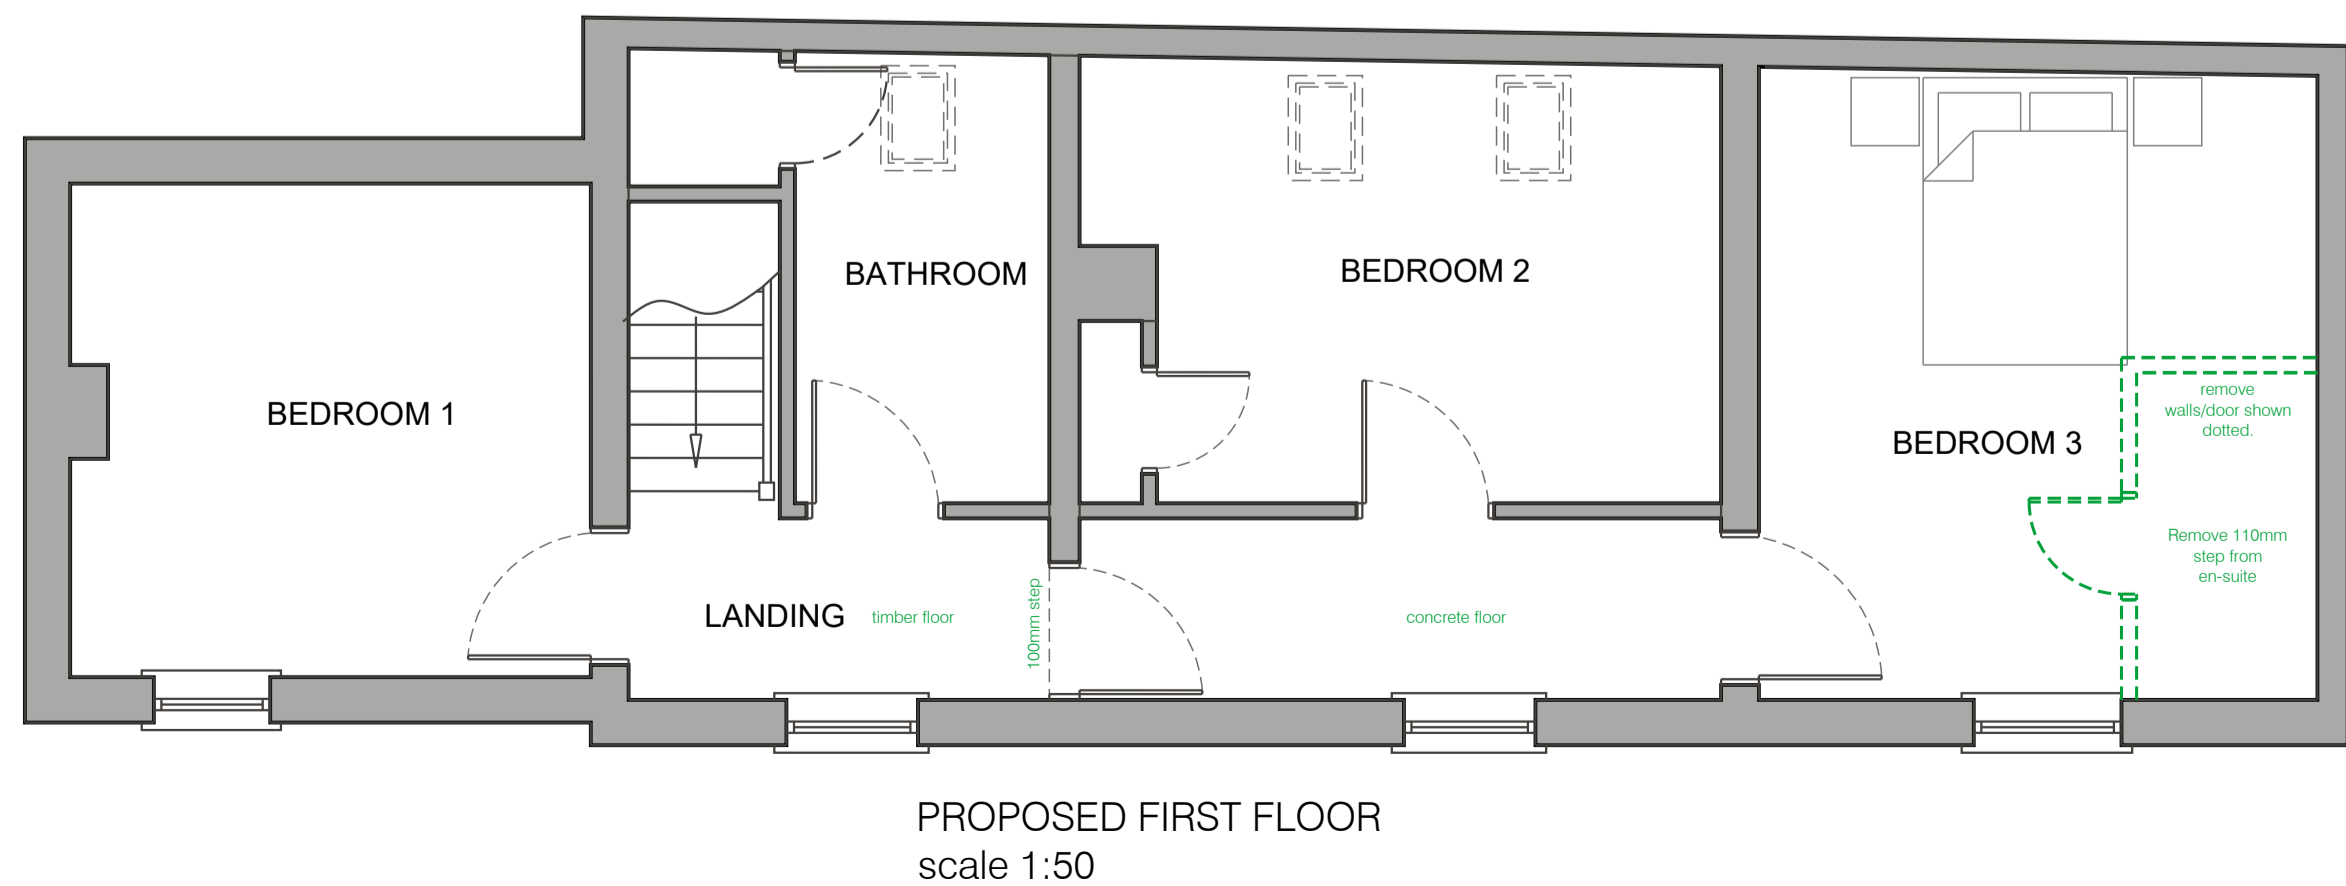 BATHROOM
BEDROOM 2
BEDROOM 1
remove
walls/door shown
dotted.
BEDROOM 3
Remove 110mm
step from
en-suite
LANDING
timber floor
100mm step
concrete floor
PROPOSED FIRST FLOOR
scale 1:50